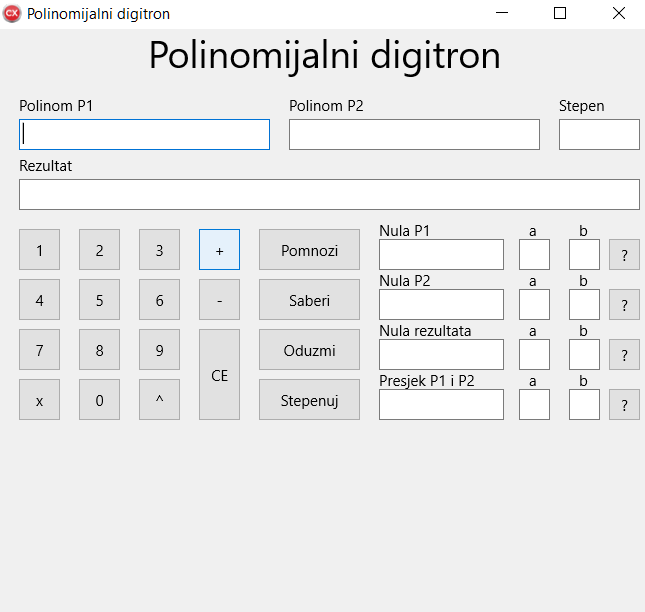 CX Polinomijalni digitron
Polinomijalni digitron
Polinom P1 Polinom P2 Stepen
Rezultat
Nula P1 a b
1 2 3 + Pomnozi ?
Nula P2 a b
4 5 6 - Saberi ?
Nula rezultata a b
7 8 9 Oduzmi ?
CE
Presjek P1 i P2 a b
x 0 ^ Stepenuj ?